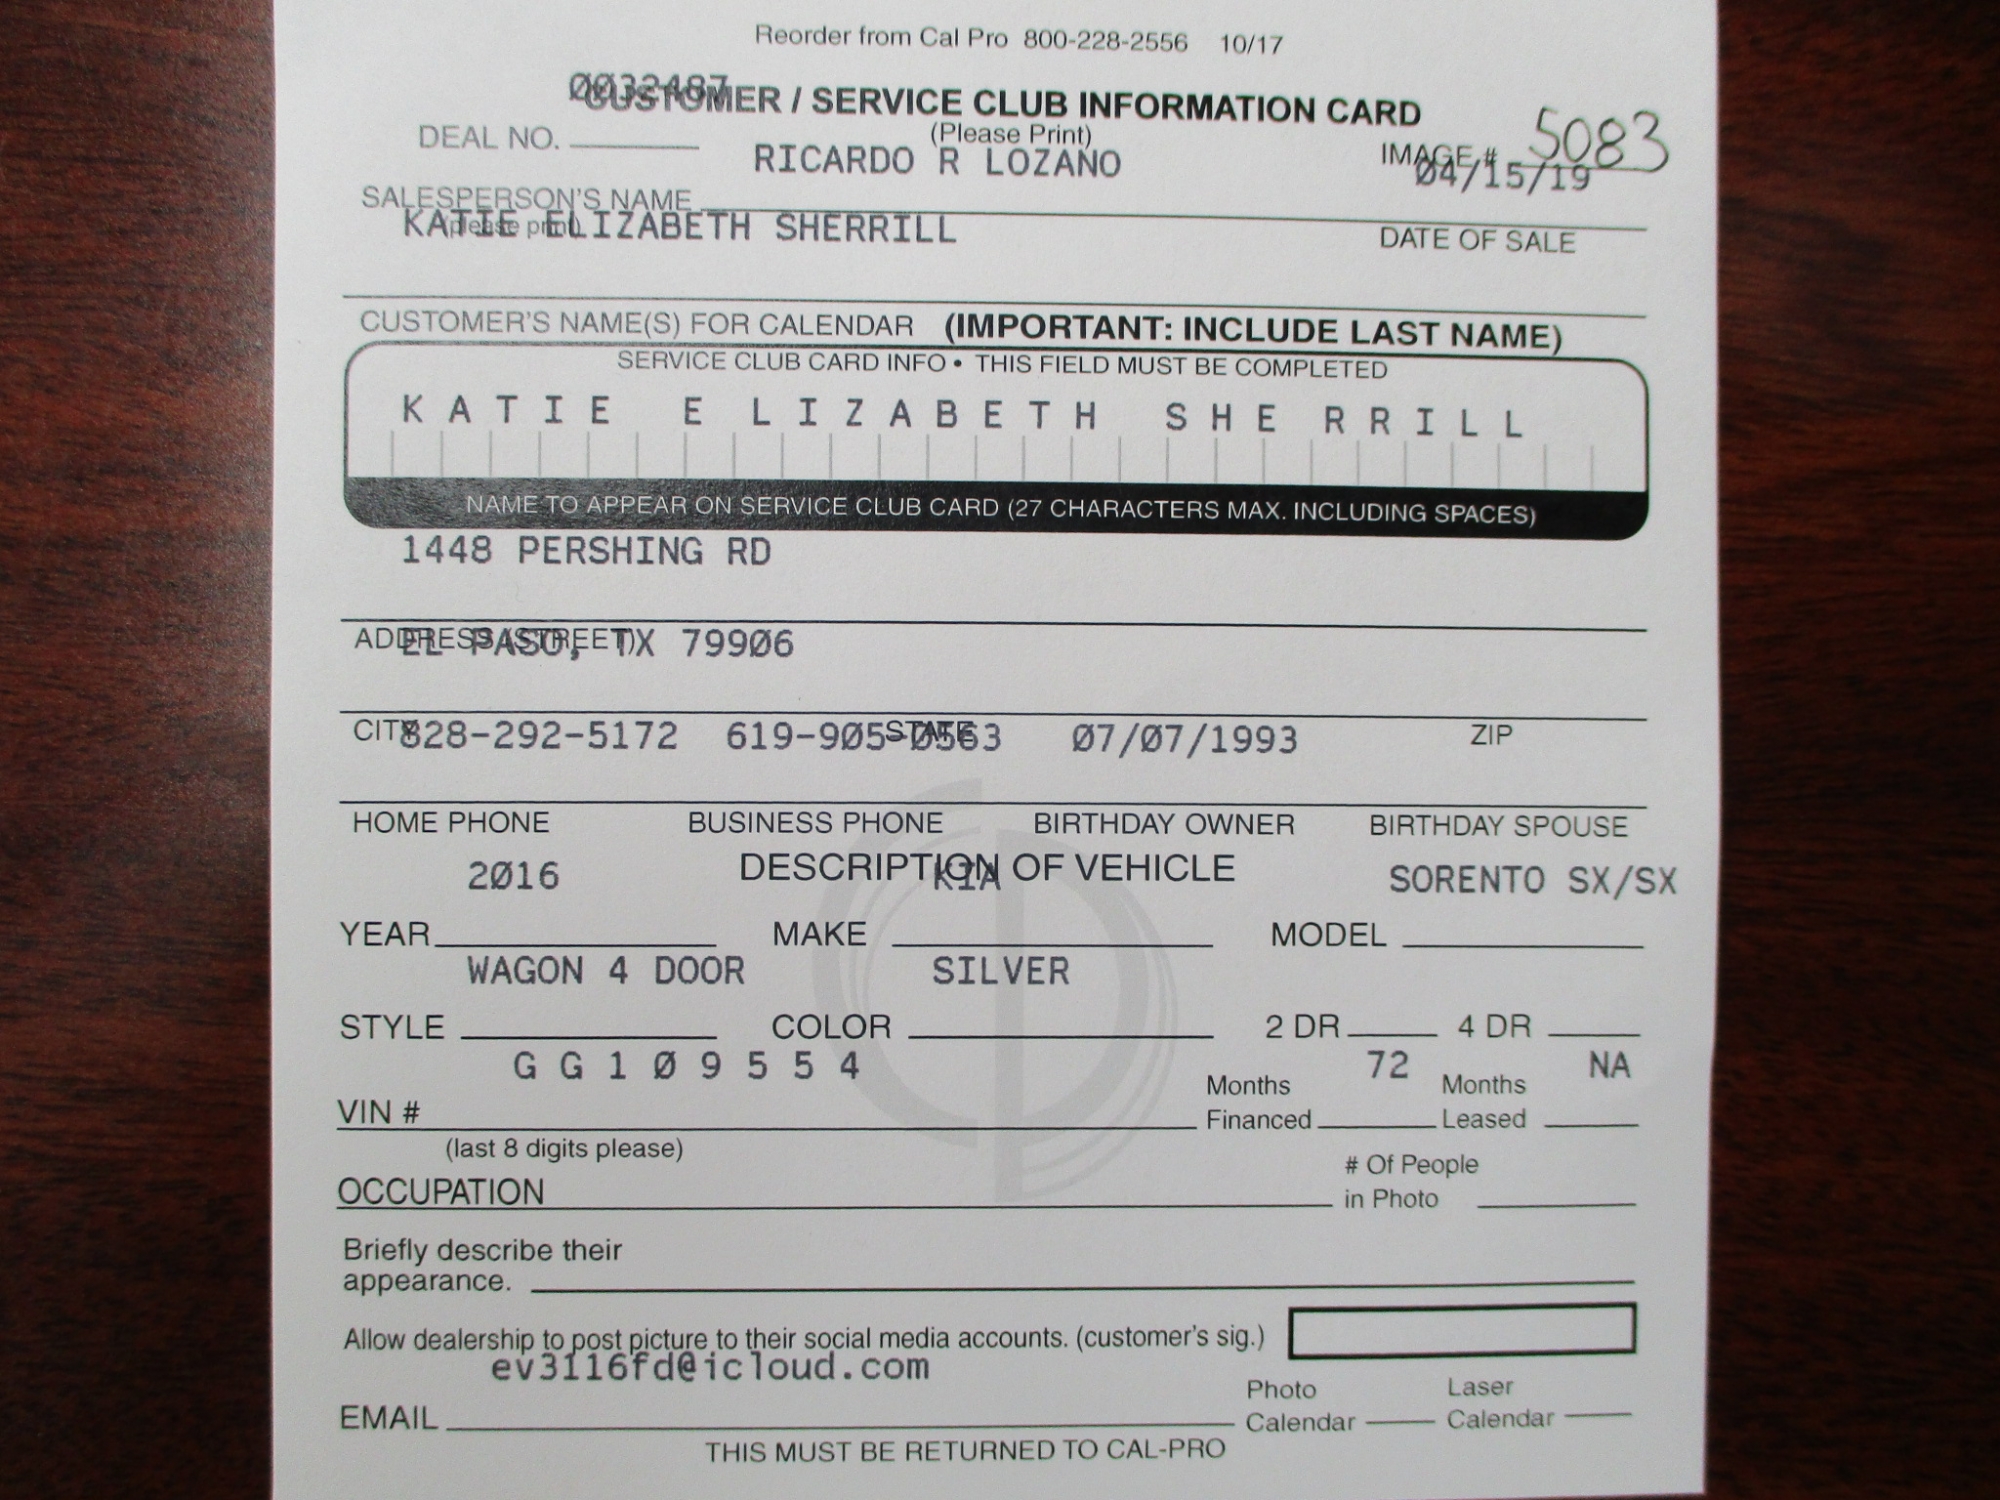 Reorder from Cal Pro 800-228-2556 10/17
0032487
CUSTOMER / SERVICE CLUB INFORMATION CARD
(Please Print)
DEAL NO.
RICARDO R LOZANO
IMAGE # 5083
04/15/19
SALESPERSON'S NAME
(please print)
KATIE ELIZABETH SHERRILL
DATE OF SALE
CUSTOMER'S NAME(S) FOR CALENDAR (IMPORTANT: INCLUDE LAST NAME)
SERVICE CLUB CARD INFO • THIS FIELD MUST BE COMPLETED
KATIE ELIZABETH SHERRILL
NAME TO APPEAR ON SERVICE CLUB CARD (27 CHARACTERS MAX. INCLUDING SPACES)
1448 PERSHING RD
ADDRESS (STREET)
EL PASO, TX 79906
CITY STATE ZIP
828-292-5172 619-905-0563 07/07/1993
HOME PHONE BUSINESS PHONE BIRTHDAY OWNER BIRTHDAY SPOUSE
DESCRIPTION OF VEHICLE
2016 KIA SORENTO SX/SX
YEAR MAKE MODEL
WAGON 4 DOOR SILVER
STYLE COLOR 2 DR 4 DR
GG109554 72 NA
VIN # Months Financed Months Leased
(last 8 digits please)
OCCUPATION # Of People in Photo
Briefly describe their
appearance.
Allow dealership to post picture to their social media accounts. (customer's sig.)
ev3116fd@icloud.com
EMAIL Photo Calendar Laser Calendar
THIS MUST BE RETURNED TO CAL-PRO